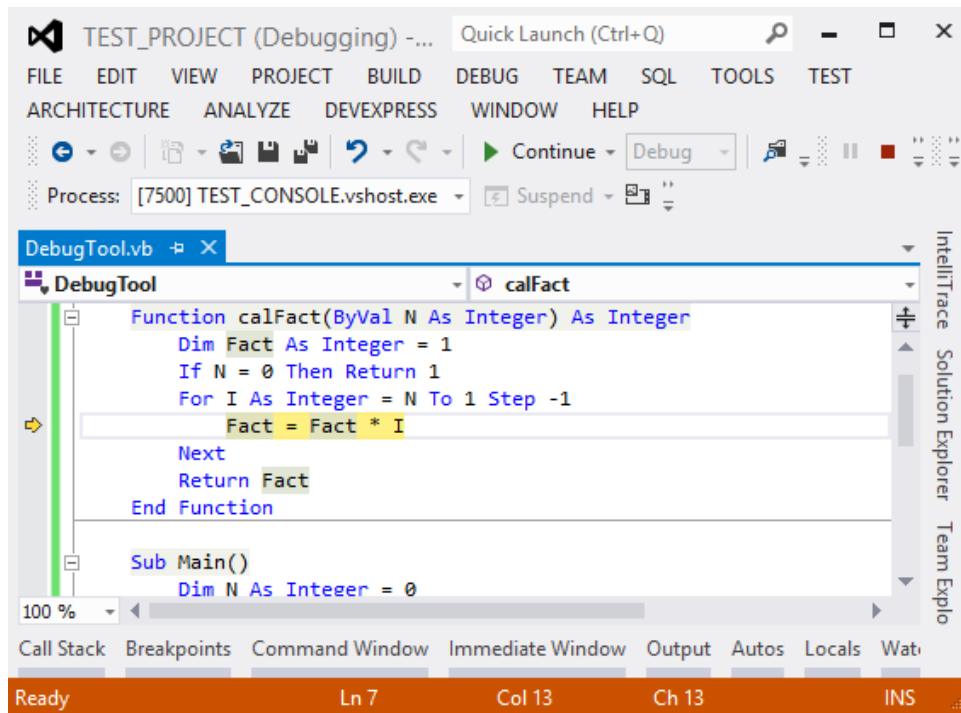 TEST_PROJECT (Debugging) -... Quick Launch (Ctrl+Q)
FILE EDIT VIEW PROJECT BUILD DEBUG TEAM SQL TOOLS TEST
ARCHITECTURE ANALYZE DEVEXPRESS WINDOW HELP
Continue Debug
Process: [7500] TEST_CONSOLE.vshost.exe Suspend
DebugTool.vb
DebugTool calFact
Function calFact(ByVal N As Integer) As Integer
Dim Fact As Integer = 1
If N = 0 Then Return 1
For I As Integer = N To 1 Step -1
Fact = Fact * I
Next
Return Fact
End Function
Sub Main()
Dim N As Integer = 0
100 %
IntelliTrace
Solution Explorer
Team Explo
Call Stack Breakpoints Command Window Immediate Window Output Autos Locals Wat
Ready Ln 7 Col 13 Ch 13 INS